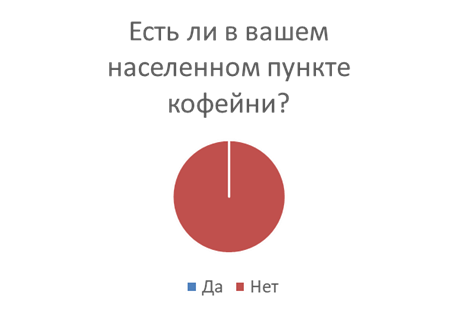 Есть ли в вашем
населенном пункте
кофейни?
Да Нет